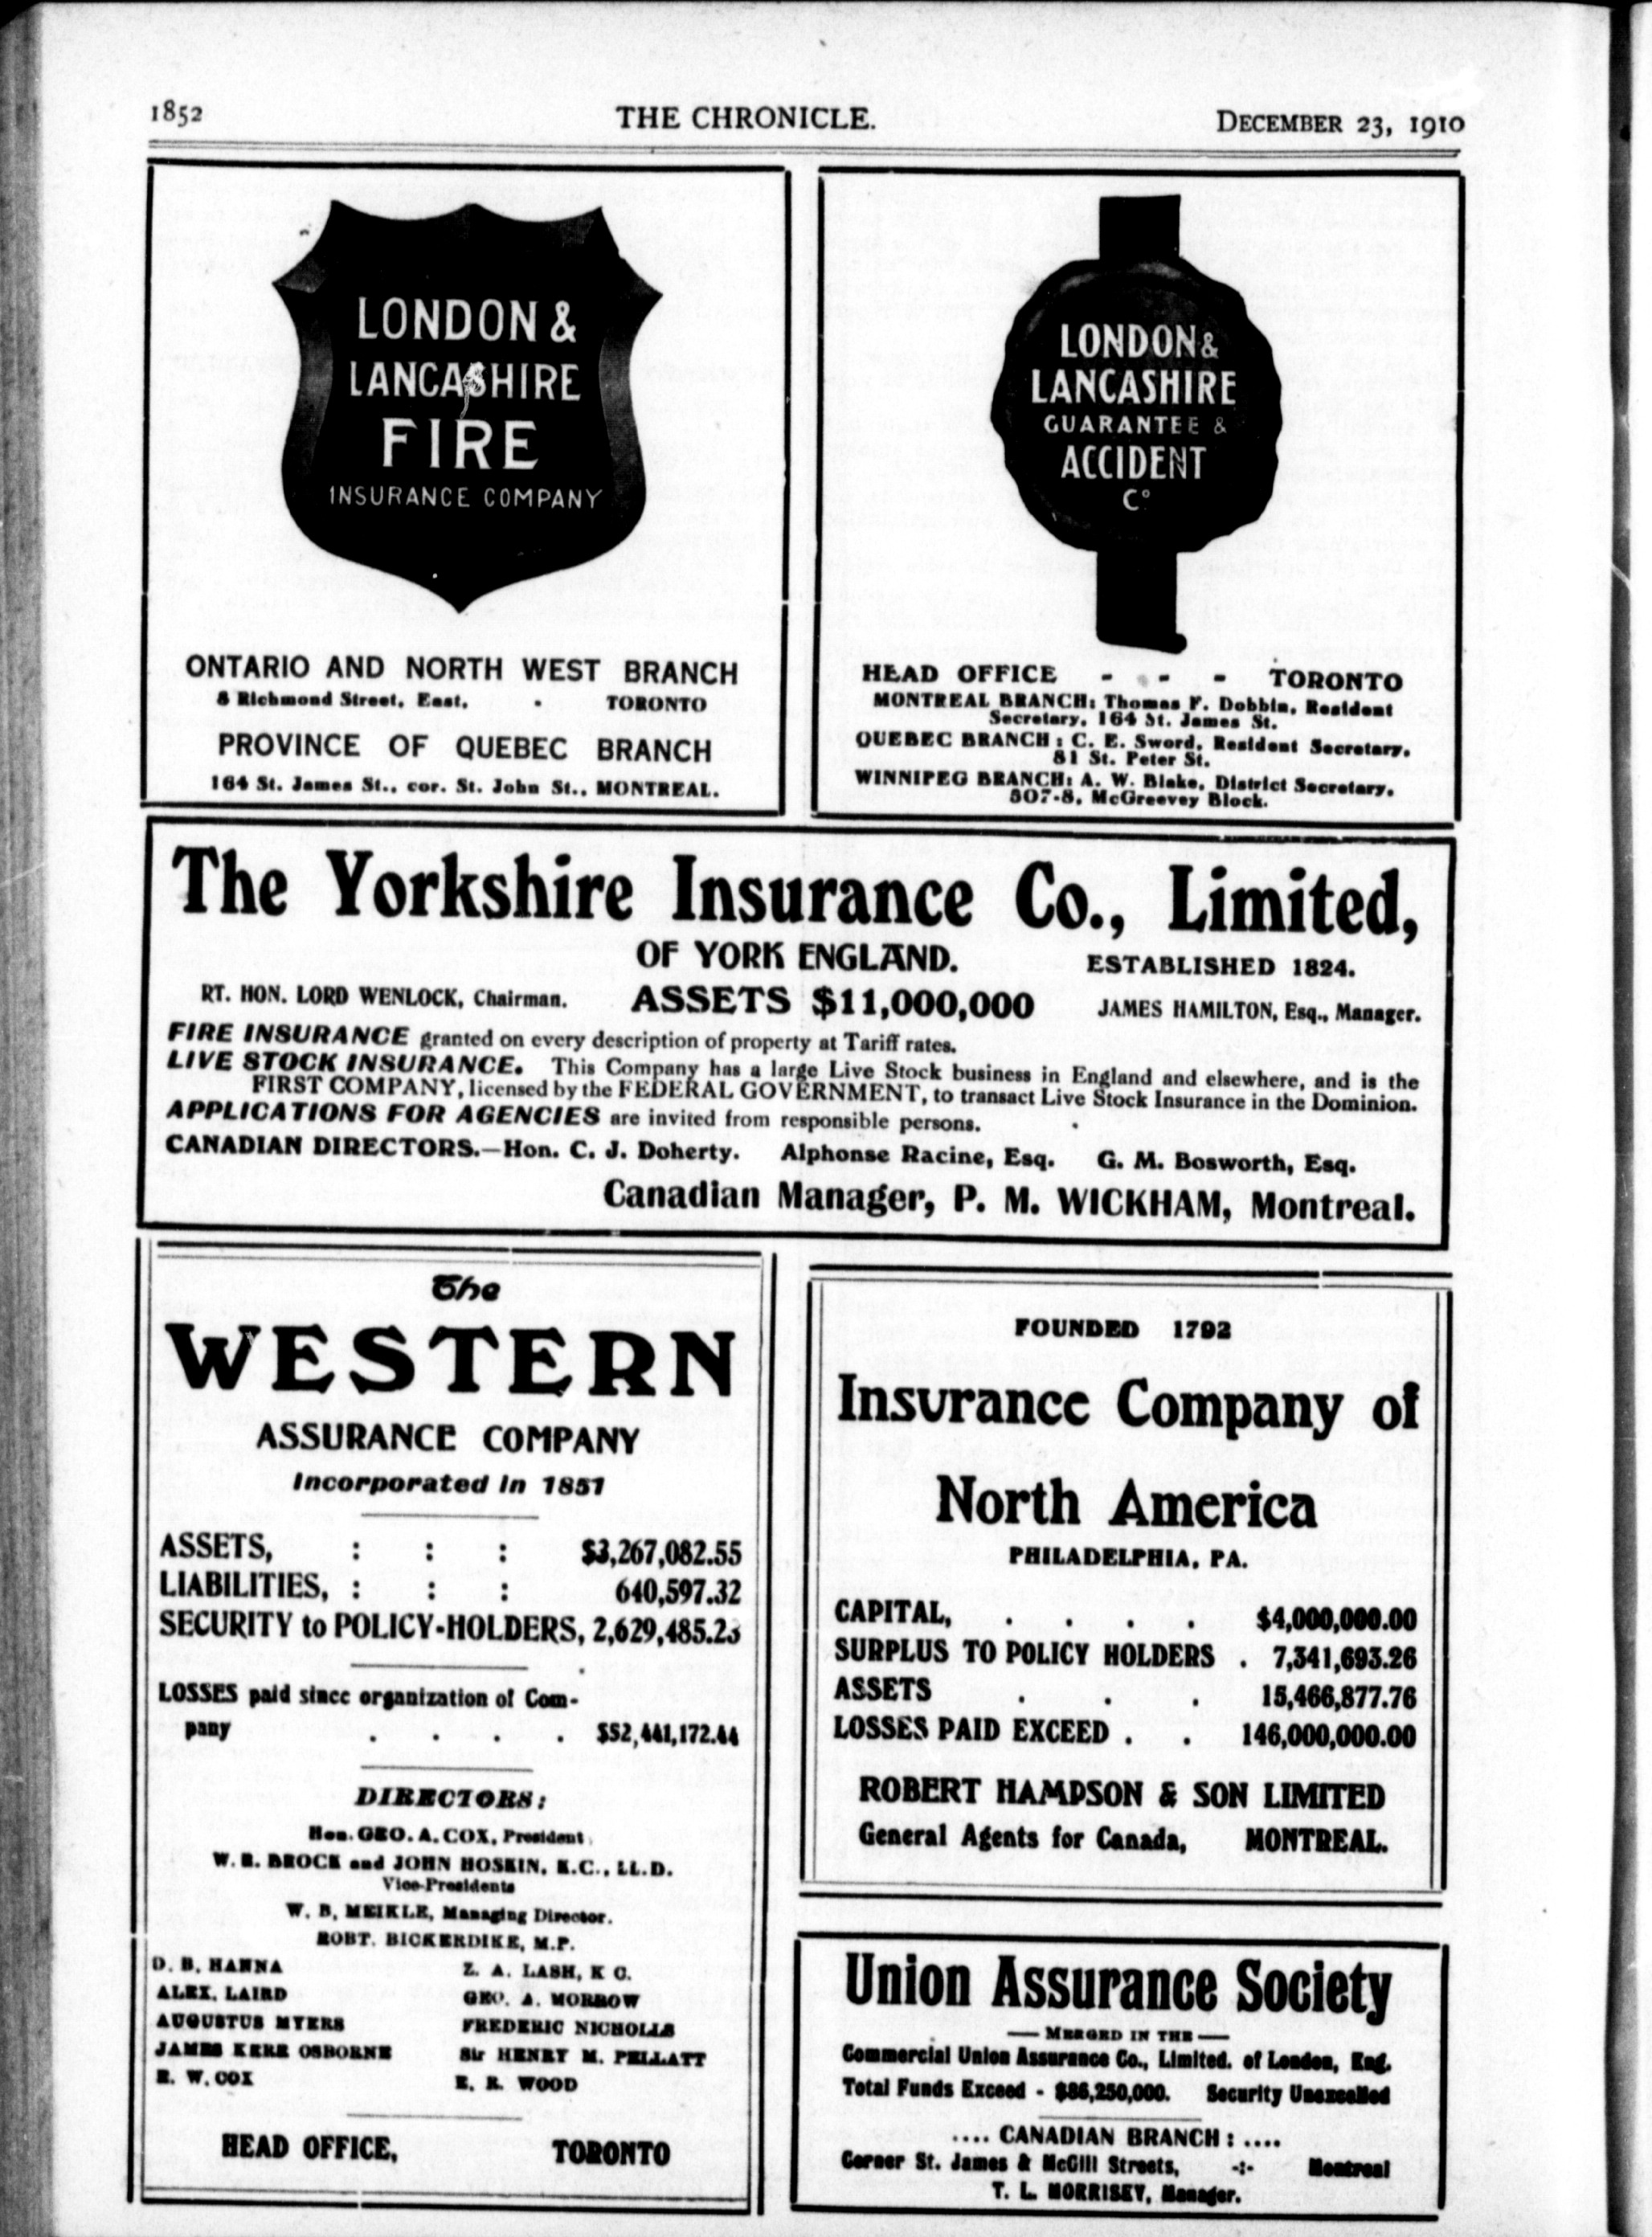 1852
THE CHRONICLE.
DECEMBER 23, 1910
LONDON &
LANCASHIRE
FIRE
INSURANCE COMPANY
ONTARIO AND NORTH WEST BRANCH
8 Richmond Street, East, - TORONTO
PROVINCE OF QUEBEC BRANCH
164 St. James St., cor. St. John St., MONTREAL.
LONDON &
LANCASHIRE
GUARANTEE &
ACCIDENT
Co
HEAD OFFICE - - - TORONTO
MONTREAL BRANCH: Thomas F. Dobbin, Resident
Secretary, 164 St. James St.
QUEBEC BRANCH: C. E. Sword, Resident Secretary,
81 St. Peter St.
WINNIPEG BRANCH: A. W. Blake, District Secretary,
507-8, McGreevey Block.
The Yorkshire Insurance Co., Limited,
OF YORK ENGLAND. ESTABLISHED 1824.
RT. HON. LORD WENLOCK, Chairman. ASSETS $11,000,000 JAMES HAMILTON, Esq., Manager.
FIRE INSURANCE granted on every description of property at Tariff rates.
LIVE STOCK INSURANCE. This Company has a large Live Stock business in England and elsewhere, and is the
FIRST COMPANY, licensed by the FEDERAL GOVERNMENT, to transact Live Stock Insurance in the Dominion.
APPLICATIONS FOR AGENCIES are invited from responsible persons.
CANADIAN DIRECTORS.—Hon. C. J. Doherty. Alphonse Racine, Esq. G. M. Bosworth, Esq.
Canadian Manager, P. M. WICKHAM, Montreal.
The
WESTERN
ASSURANCE COMPANY
Incorporated in 1851
ASSETS, : : : $3,267,082.55
LIABILITIES, : : : 640,597.32
SECURITY to POLICY-HOLDERS, 2,629,485.23
LOSSES paid since organization of Com-
pany . . . . $52,441,172.44
DIRECTORS:
Hon. GEO. A. COX, President
W. R. BROCK and JOHN HOSKIN, K.C., LL.D.
Vice-Presidents
W. B, MEIKLE, Managing Director.
ROBT. BICKERDIKE, M.P.
D. B. HANNA Z. A. LASH, K C.
ALEX. LAIRD GEO. A. MORROW
AUGUSTUS MYERS FREDERIC NICHOLLS
JAMES KERR OSBORNE Sir HENRY M. PELLATT
E. W. COX E. R. WOOD
HEAD OFFICE, TORONTO
FOUNDED 1792
Insurance Company of
North America
PHILADELPHIA, PA.
CAPITAL, . . . . $4,000,000.00
SURPLUS TO POLICY HOLDERS . 7,341,693.26
ASSETS . . . 15,466,877.76
LOSSES PAID EXCEED . . 146,000,000.00
ROBERT HAMPSON & SON LIMITED
General Agents for Canada, MONTREAL.
Union Assurance Society
— MERGED IN THE —
Commercial Union Assurance Co., Limited. of London, Eng.
Total Funds Exceed - $86,250,000. Security Unexcelled
.... CANADIAN BRANCH: ....
Corner St. James & McGill Streets, -:- Montreal
T. L. MORRISEY, Manager.